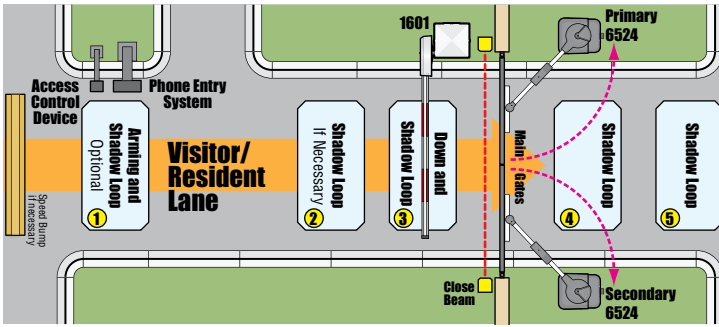 1601
Primary
6524
Access
Control
Device
Phone Entry
System
Arming and
Shadow Loop
Optional
1
Visitor/
Resident
Lane
Shadow Loop
If Necessary
2
Down and
Shadow Loop
3
Main Gates
Shadow Loop
4
Shadow Loop
5
Speed Bump
if necessary
Close
Beam
Secondary
6524